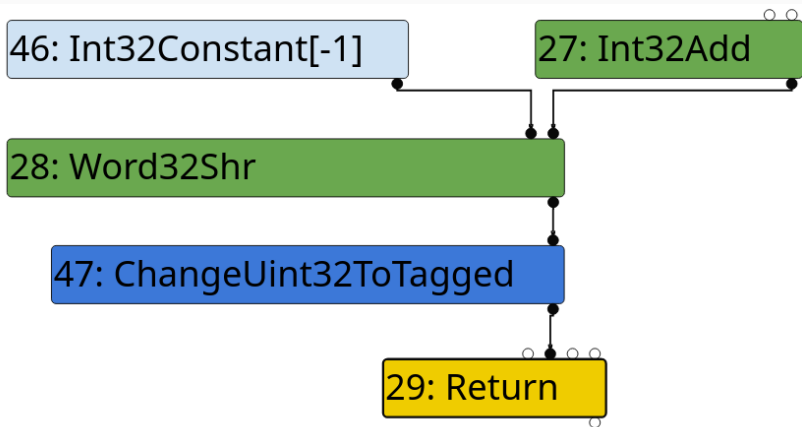 46: Int32Constant[-1]
27: Int32Add
28: Word32Shr
47: ChangeUint32ToTagged
29: Return